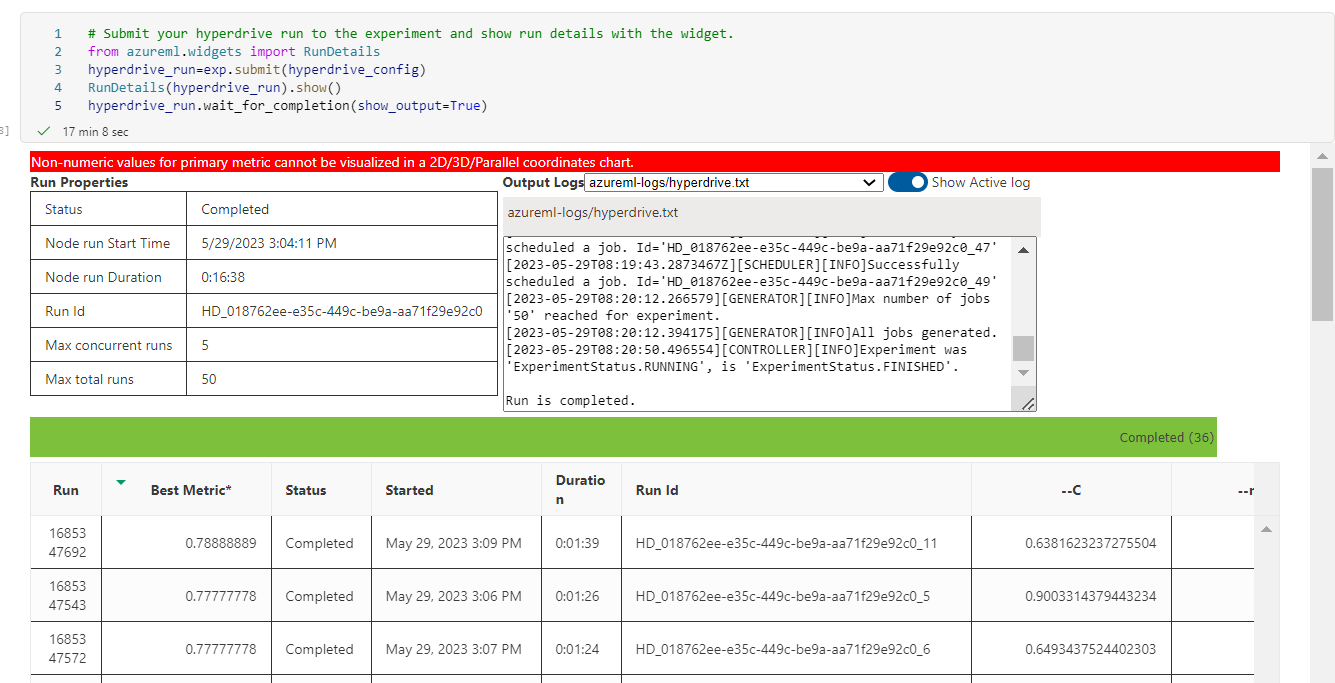 1 # Submit your hyperdrive run to the experiment and show run details with the widget.
2 from azureml.widgets import RunDetails
3 hyperdrive_run=exp.submit(hyperdrive_config)
4 RunDetails(hyperdrive_run).show()
5 hyperdrive_run.wait_for_completion(show_output=True)
8] 17 min 8 sec
Non-numeric values for primary metric cannot be visualized in a 2D/3D/Parallel coordinates chart.
Run Properties
Status Completed
Node run Start Time 5/29/2023 3:04:11 PM
Node run Duration 0:16:38
Run Id HD_018762ee-e35c-449c-be9a-aa71f29e92c0
Max concurrent runs 5
Max total runs 50
Output Logs azureml-logs/hyperdrive.txt Show Active log
azureml-logs/hyperdrive.txt
scheduled a job. Id='HD_018762ee-e35c-449c-be9a-aa71f29e92c0_47'
[2023-05-29T08:19:43.2873467Z][SCHEDULER][INFO]Successfully
scheduled a job. Id='HD_018762ee-e35c-449c-be9a-aa71f29e92c0_49'
[2023-05-29T08:20:12.266579][GENERATOR][INFO]Max number of jobs
'50' reached for experiment.
[2023-05-29T08:20:12.394175][GENERATOR][INFO]All jobs generated.
[2023-05-29T08:20:50.496554][CONTROLLER][INFO]Experiment was
'ExperimentStatus.RUNNING', is 'ExperimentStatus.FINISHED'.
Run is completed.
Completed (36)
Run Best Metric* Status Started Duratio
n Run Id --C --r
16853
47692 0.78888889 Completed May 29, 2023 3:09 PM 0:01:39 HD_018762ee-e35c-449c-be9a-aa71f29e92c0_11 0.6381623237275504
16853
47543 0.77777778 Completed May 29, 2023 3:06 PM 0:01:26 HD_018762ee-e35c-449c-be9a-aa71f29e92c0_5 0.9003314379443234
16853
47572 0.77777778 Completed May 29, 2023 3:07 PM 0:01:24 HD_018762ee-e35c-449c-be9a-aa71f29e92c0_6 0.6493437524402303